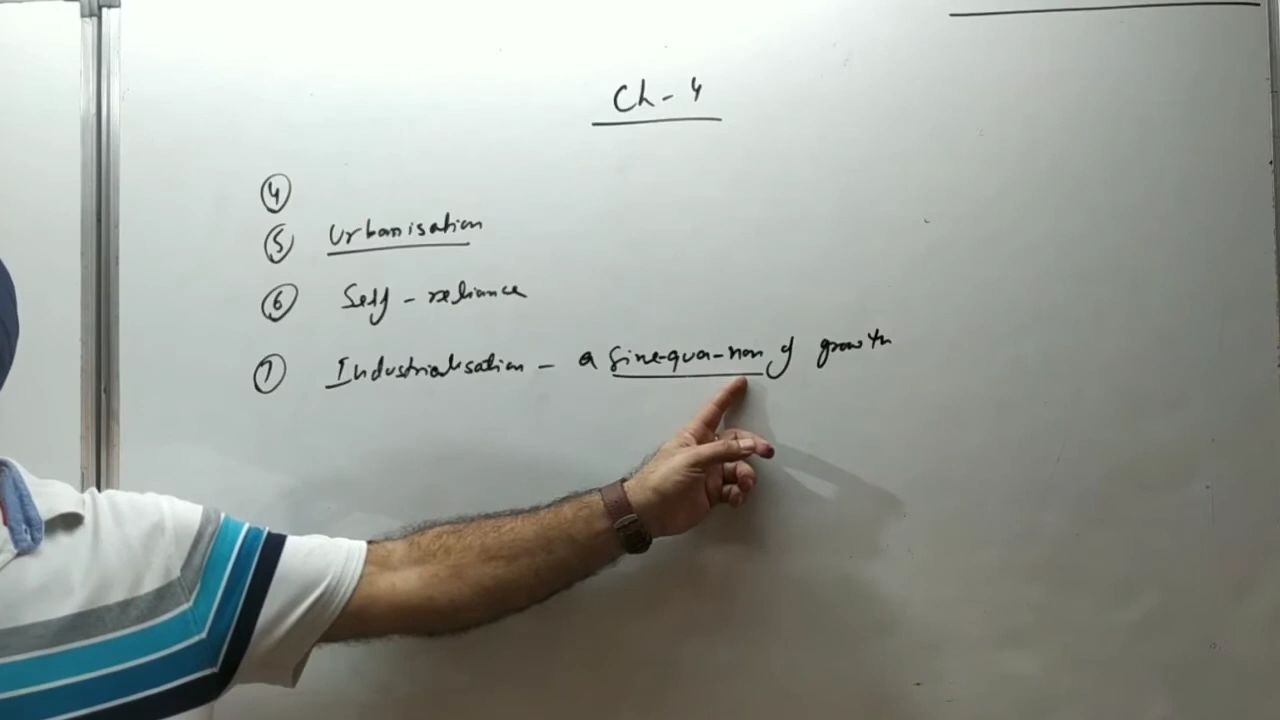 Ch - 4
④
⑤ Urbanisation
⑥ Self - reliance
⑦ Industrialisation - a sine-qua-non of growth